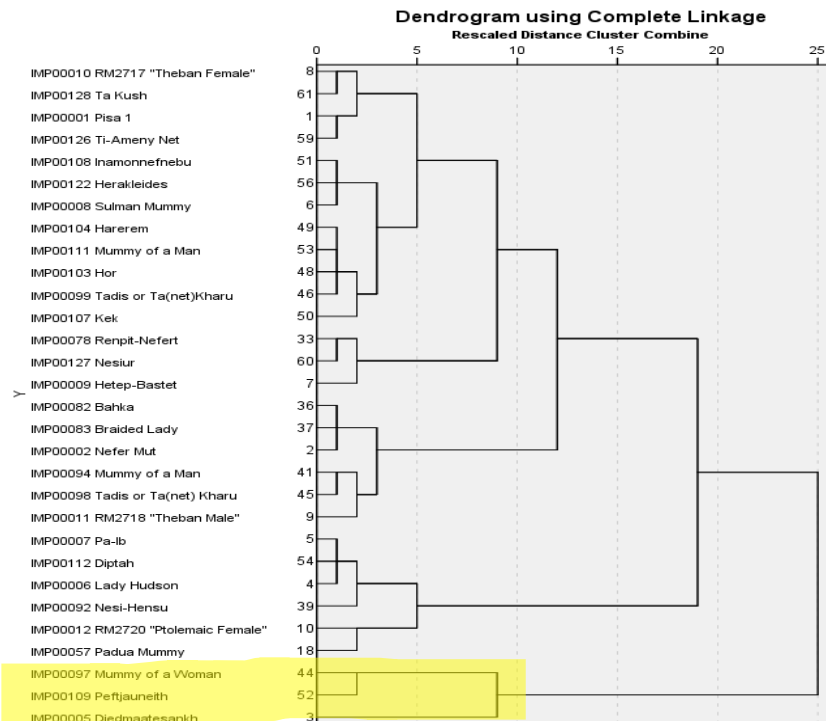 Dendrogram using Complete Linkage
Rescaled Distance Cluster Combine
0 5 10 15 20 25
IMP00010 RM2717 "Theban Female" 8
IMP00128 Ta Kush 61
IMP00001 Pisa 1 1
IMP00126 Ti-Ameny Net 59
IMP00108 Inamonnefnebu 51
IMP00122 Herakleides 56
IMP00008 Sulman Mummy 6
IMP00104 Harerem 49
IMP00111 Mummy of a Man 53
IMP00103 Hor 48
IMP00099 Tadis or Ta(net)Kharu 46
IMP00107 Kek 50
IMP00078 Renpit-Nefert 33
IMP00127 Nesiur 60
IMP00009 Hetep-Bastet 7
Y
IMP00082 Bahka 36
IMP00083 Braided Lady 37
IMP00002 Nefer Mut 2
IMP00094 Mummy of a Man 41
IMP00098 Tadis or Ta(net) Kharu 45
IMP00011 RM2718 "Theban Male" 9
IMP00007 Pa-Ib 5
IMP00112 Diptah 54
IMP00006 Lady Hudson 4
IMP00092 Nesi-Hensu 39
IMP00012 RM2720 "Ptolemaic Female" 10
IMP00057 Padua Mummy 18
IMP00097 Mummy of a Woman 44
IMP00109 Peftjauneith 52
IMP00005 Djedmaatesankh 3